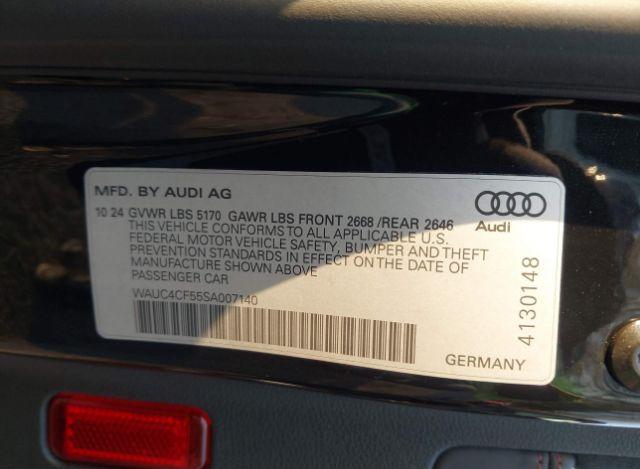 MFD. BY AUDI AG
10 24 GVWR LBS 5170 GAWR LBS FRONT 2668 /REAR 2646
THIS VEHICLE CONFORMS TO ALL APPLICABLE U.S.
FEDERAL MOTOR VEHICLE SAFETY, BUMPER AND THEFT
PREVENTION STANDARDS IN EFFECT ON THE DATE OF
MANUFACTURE SHOWN ABOVE
PASSENGER CAR
WAUC4CF55SA007140
Audi
4130148
GERMANY